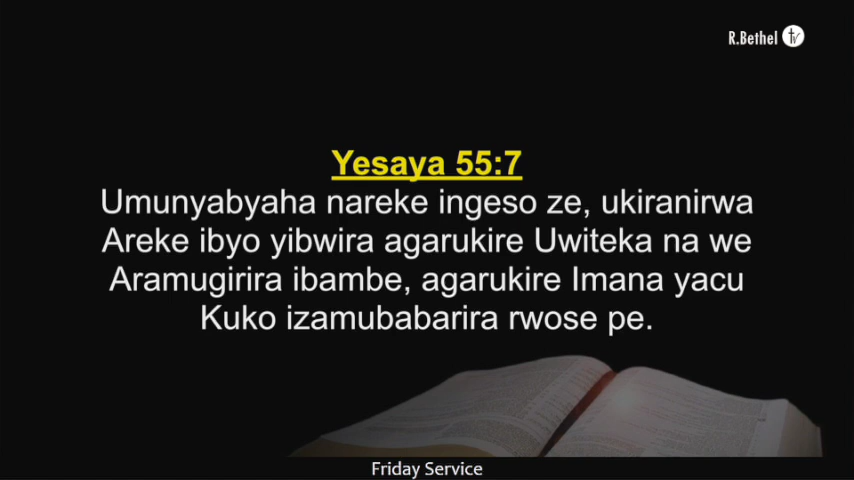 R.Bethel tv
Yesaya 55:7
Umunyabyaha nareke ingeso ze, ukiranirwa
Areke ibyo yibwira agarukire Uwiteka na we
Aramugirira ibambe, agarukire Imana yacu
Kuko izamubabarira rwose pe.
Friday Service